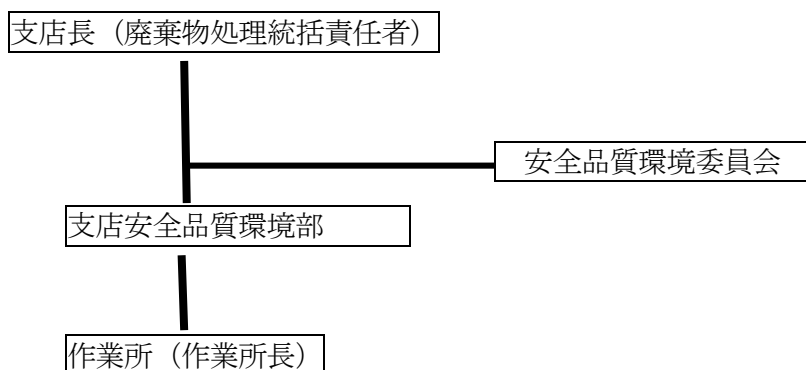 支店長（廃棄物処理統括責任者）
安全品質環境委員会
支店安全品質環境部
作業所（作業所長）